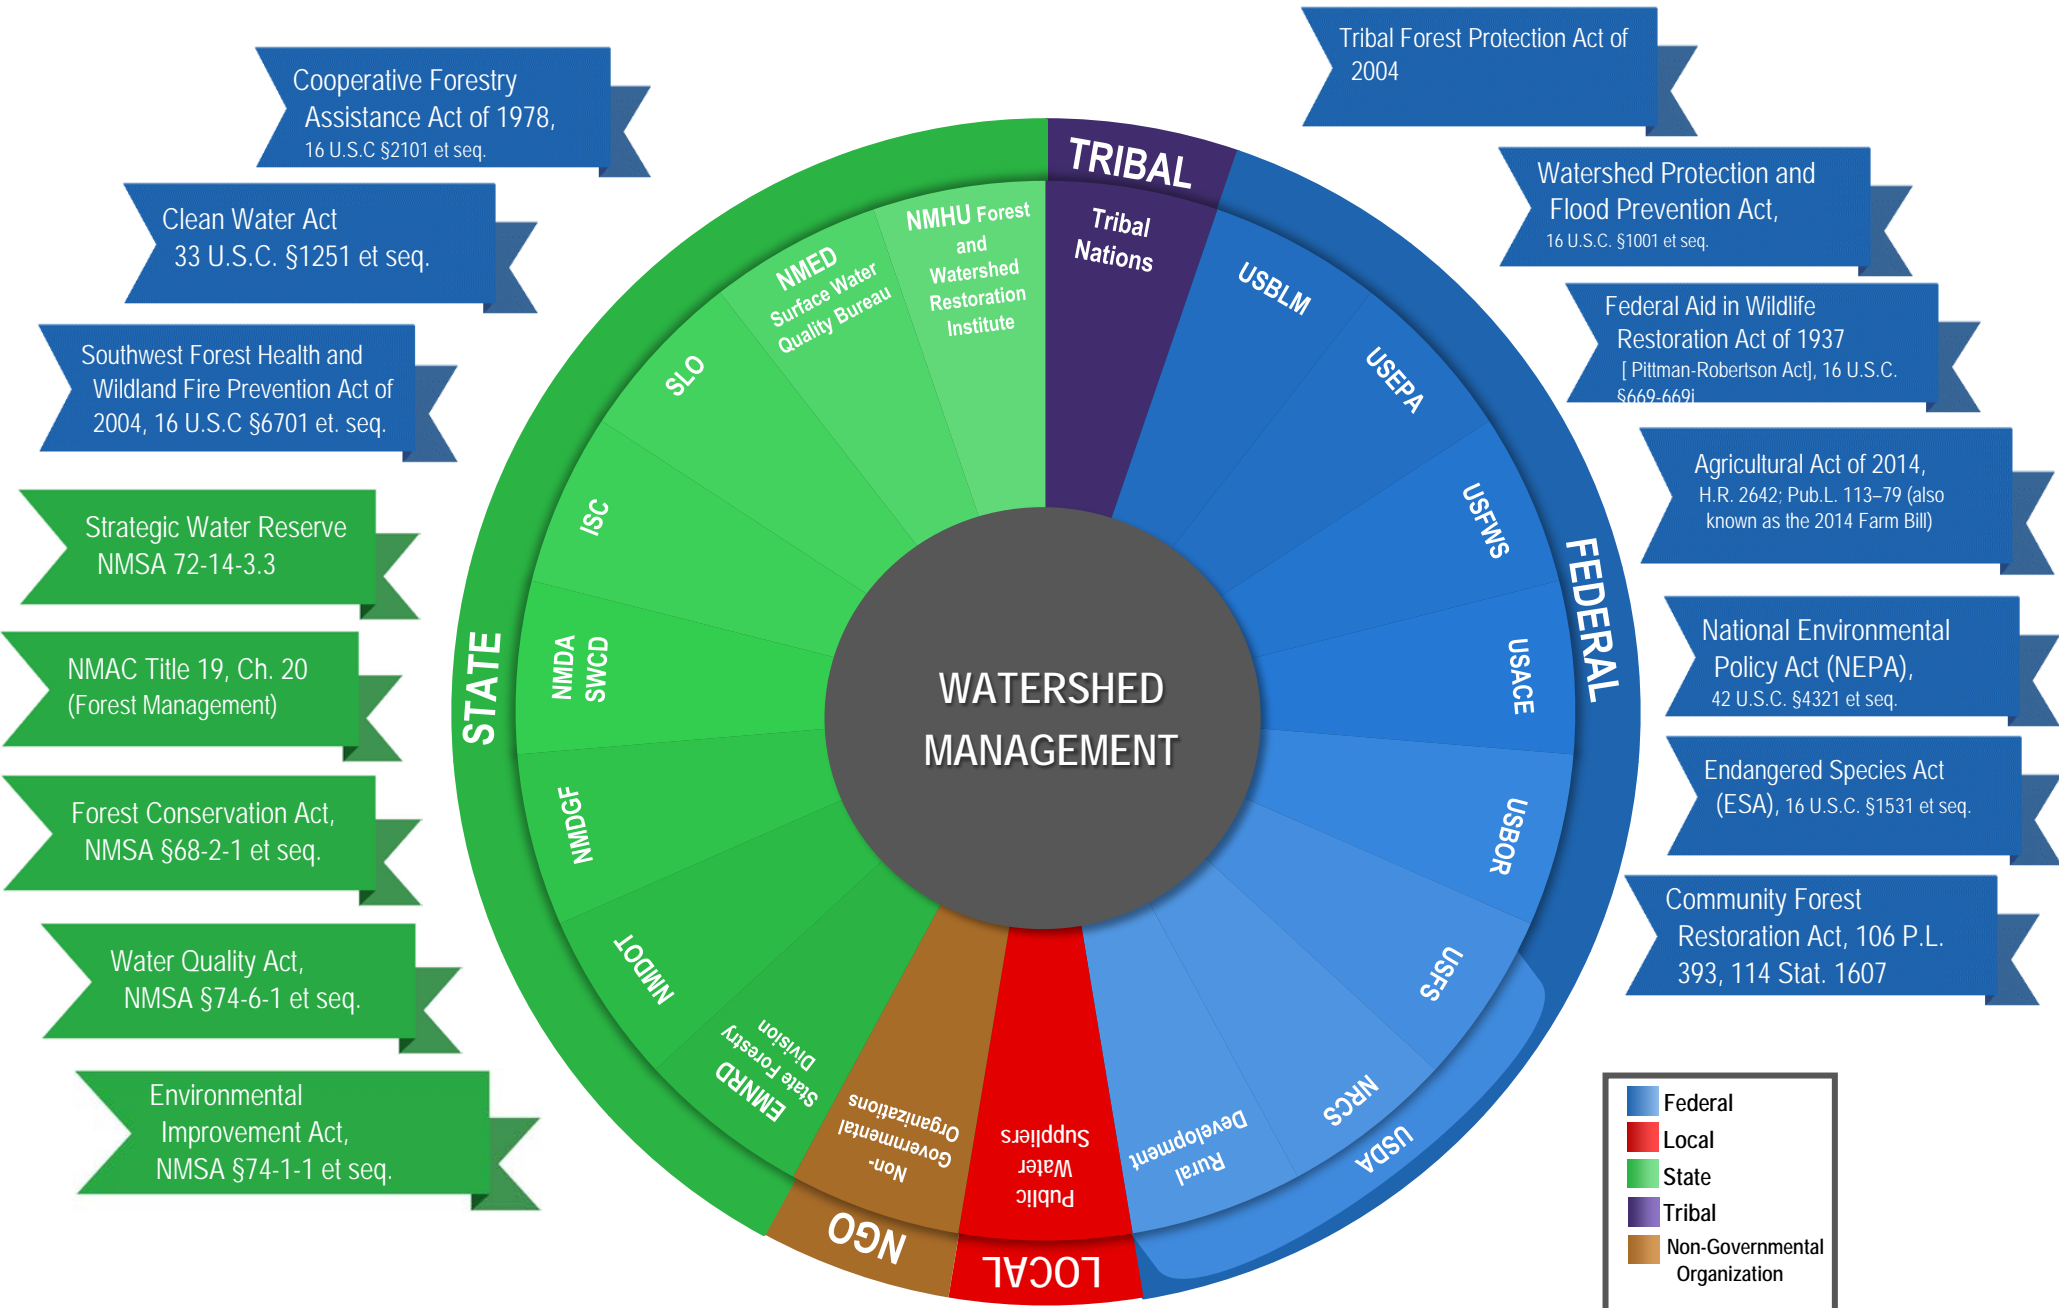 Cooperative Forestry
Assistance Act of 1978,
16 U.S.C §2101 et seq.
Clean Water Act
33 U.S.C. §1251 et seq.
Southwest Forest Health and
Wildland Fire Prevention Act of
2004, 16 U.S.C §6701 et. seq.
Strategic Water Reserve
NMSA 72-14-3.3
NMAC Title 19, Ch. 20
(Forest Management)
Forest Conservation Act,
NMSA §68-2-1 et seq.
Water Quality Act,
NMSA §74-6-1 et seq.
Environmental
Improvement Act,
NMSA §74-1-1 et seq.
TRIBAL
Tribal
Nations
FEDERAL
USBLM
USEPA
USFWS
USACE
USBOR
USFS
NRCS
Rural
Development
USDA
LOCAL
Public
Water
Suppliers
NGO
Non-
Governmental
Organizations
STATE
EMNRD
State Forestry
Division
NMDOT
NMDGF
NMDA
SWCD
ISC
SLO
NMED
Surface Water
Quality Bureau
NMHU Forest
and
Watershed
Restoration
Institute
WATERSHED
MANAGEMENT
Tribal Forest Protection Act of
2004
Watershed Protection and
Flood Prevention Act,
16 U.S.C. §1001 et seq.
Federal Aid in Wildlife
Restoration Act of 1937
[ Pittman-Robertson Act], 16 U.S.C.
§669-669i
Agricultural Act of 2014,
H.R. 2642; Pub.L. 113–79 (also
known as the 2014 Farm Bill)
National Environmental
Policy Act (NEPA),
42 U.S.C. §4321 et seq.
Endangered Species Act
(ESA), 16 U.S.C. §1531 et seq.
Community Forest
Restoration Act, 106 P.L.
393, 114 Stat. 1607
Federal
Local
State
Tribal
Non-Governmental
Organization